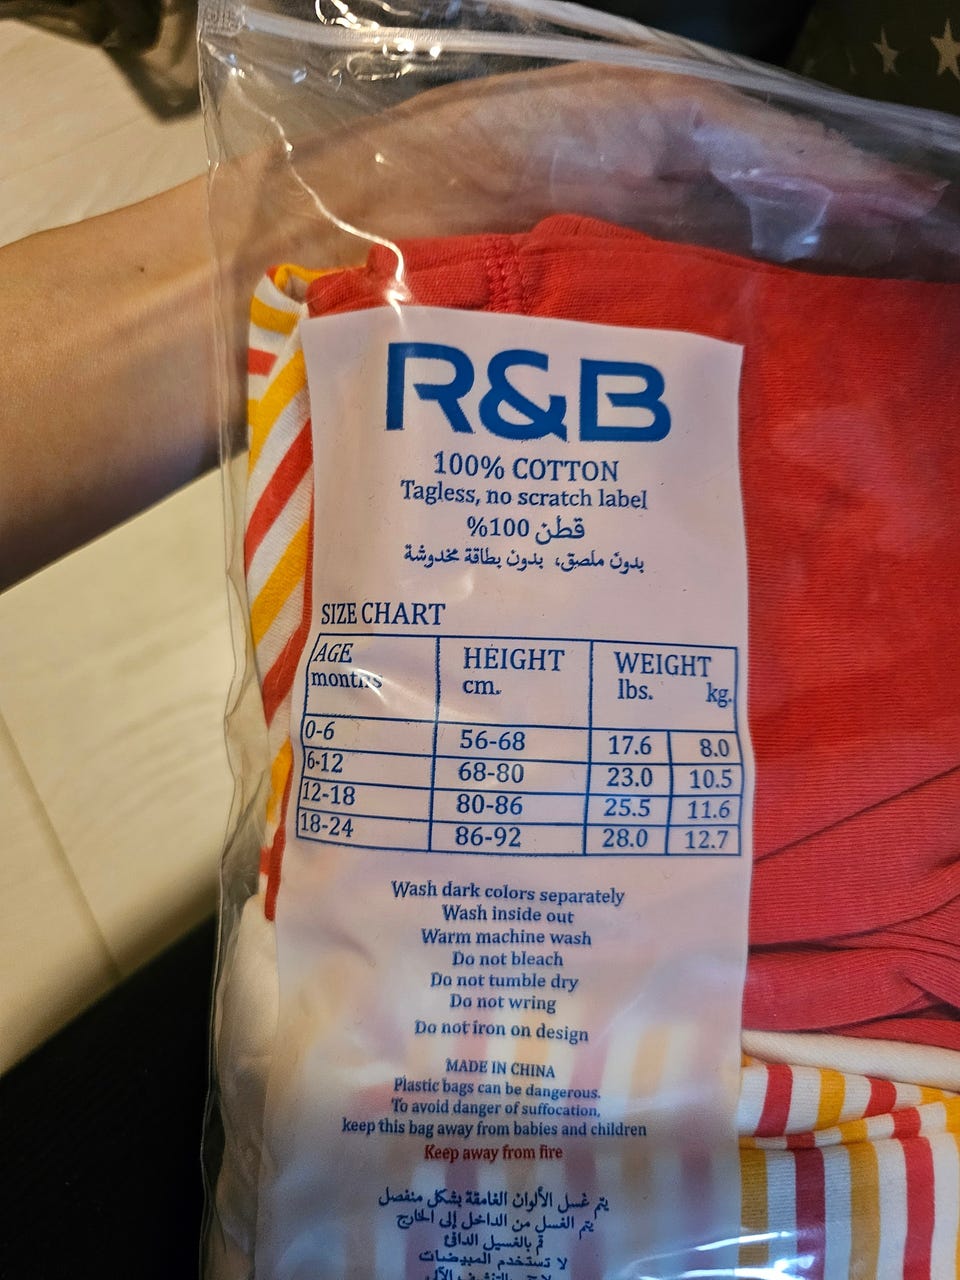 R&B
100% COTTON
Tagless, no scratch label
%100 قطن
بدون ملصق، بدون بطاقة مخدوشة
SIZE CHART
AGE HEIGHT WEIGHT
months cm. lbs. kg.
0-6 56-68 17.6 8.0
6-12 68-80 23.0 10.5
12-18 80-86 25.5 11.6
18-24 86-92 28.0 12.7
Wash dark colors separately
Wash inside out
Warm machine wash
Do not bleach
Do not tumble dry
Do not wring
Do not iron on design
MADE IN CHINA
Plastic bags can be dangerous.
To avoid danger of suffocation,
keep this bag away from babies and children
Keep away from fire
يتم غسل الألوان الغامقة بشكل منفصل
يتم الغسل من الداخل إلى الخارج
قم بالغسيل الدافئ
لا تستخدم المبيضات